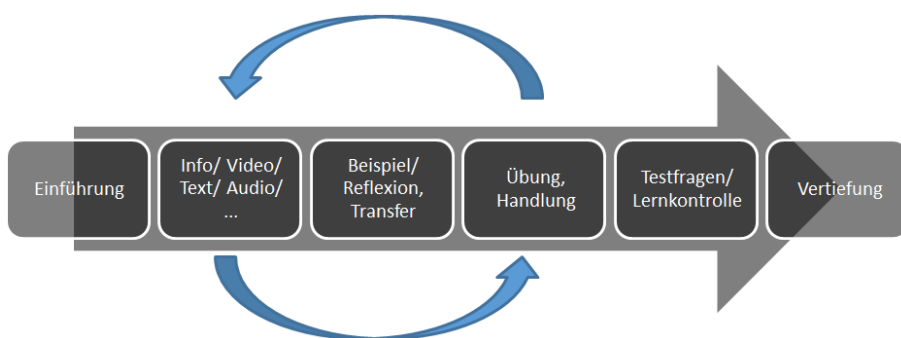 Einführung
Info/ Video/
Text/ Audio/
...
Beispiel/
Reflexion,
Transfer
Übung,
Handlung
Testfragen/
Lernkontrolle
Vertiefung